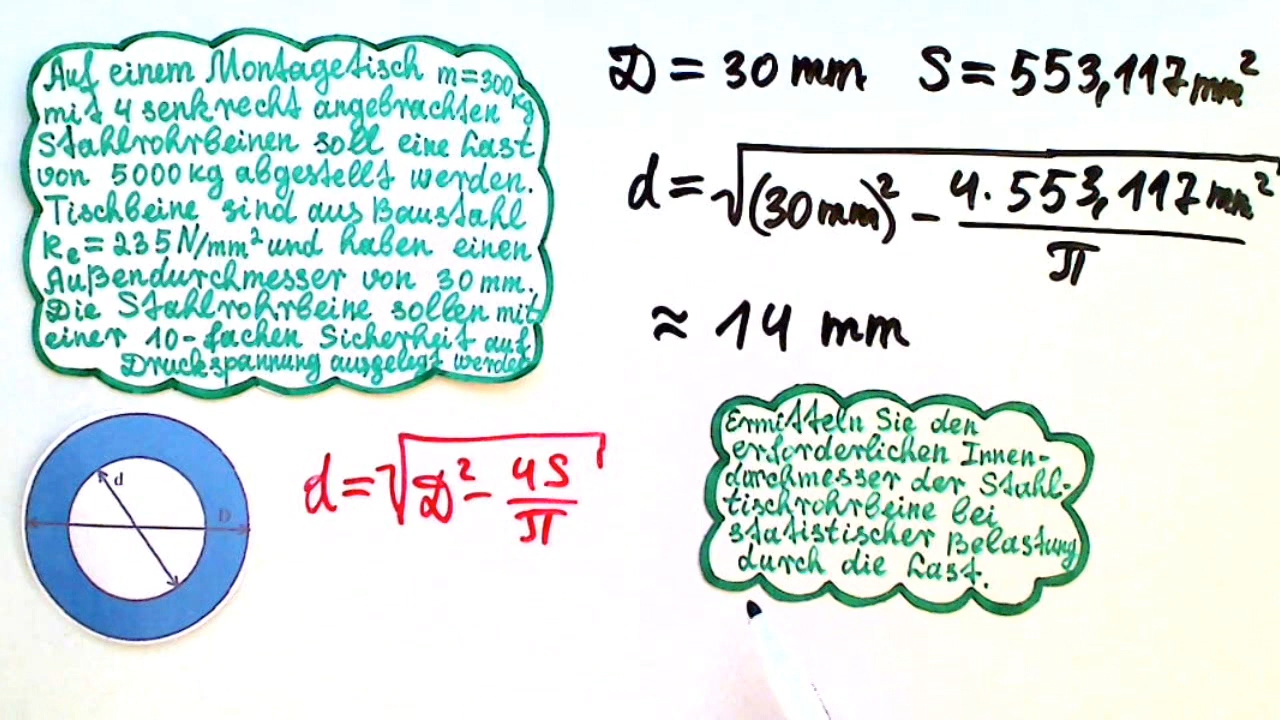 Auf einem Montagetisch m=300kg
mit 4 senkrecht angebrachten
Stahlrohrbeinen soll eine Last
von 5000 kg abgestellt werden.
Tischbeine sind aus Baustahl
Re = 235 N/mm² und haben einen
Außendurchmesser von 30 mm.
Die Stahlrohrbeine sollen mit
einer 10-fachen Sicherheit auf
Druckspannung ausgelegt werden
D = 30 mm S = 553,117 mm²
d = √(30 mm)² - 4 · 553,117 mm² / π
≈ 14 mm
d
D
d = √D² - 4S / π
Ermitteln Sie den
erforderlichen Innen-
durchmesser der Stahl-
tischrohrbeine bei
statistischer Belastung
durch die Last.